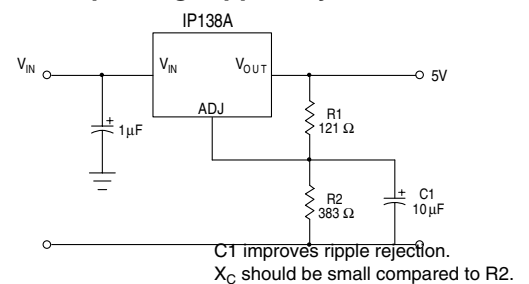 IP138A
V_IN
V_IN
V_OUT
5V
ADJ
+
1μF
R1
121 Ω
R2
383 Ω
+
C1
10μF
C1 improves ripple rejection.
X_C should be small compared to R2.